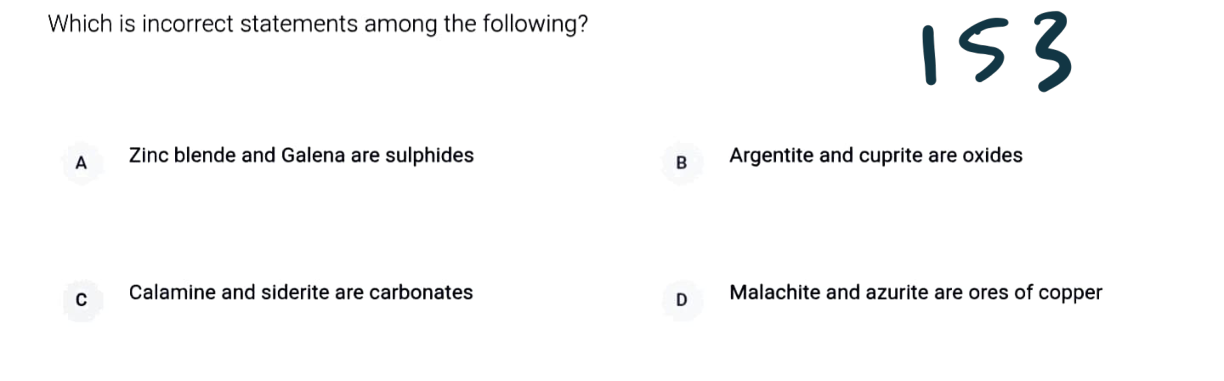 Which is incorrect statements among the following?
153
A Zinc blende and Galena are sulphides
B Argentite and cuprite are oxides
C Calamine and siderite are carbonates
D Malachite and azurite are ores of copper